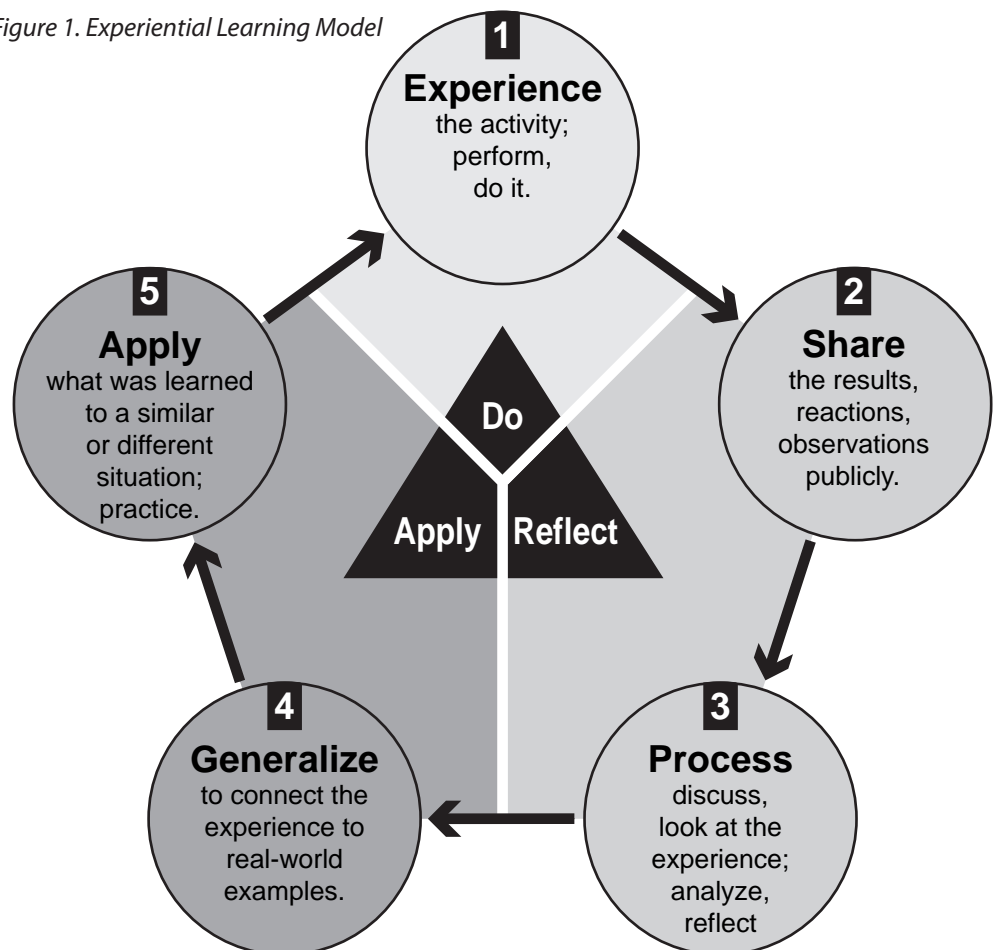 Figure 1. Experiential Learning Model
1
Experience
the activity;
perform,
do it.
2
Share
the results,
reactions,
observations
publicly.
3
Process
discuss,
look at the
experience;
analyze,
reflect
4
Generalize
to connect the
experience to
real-world
examples.
5
Apply
what was learned
to a similar
or different
situation;
practice.
Do
Apply
Reflect